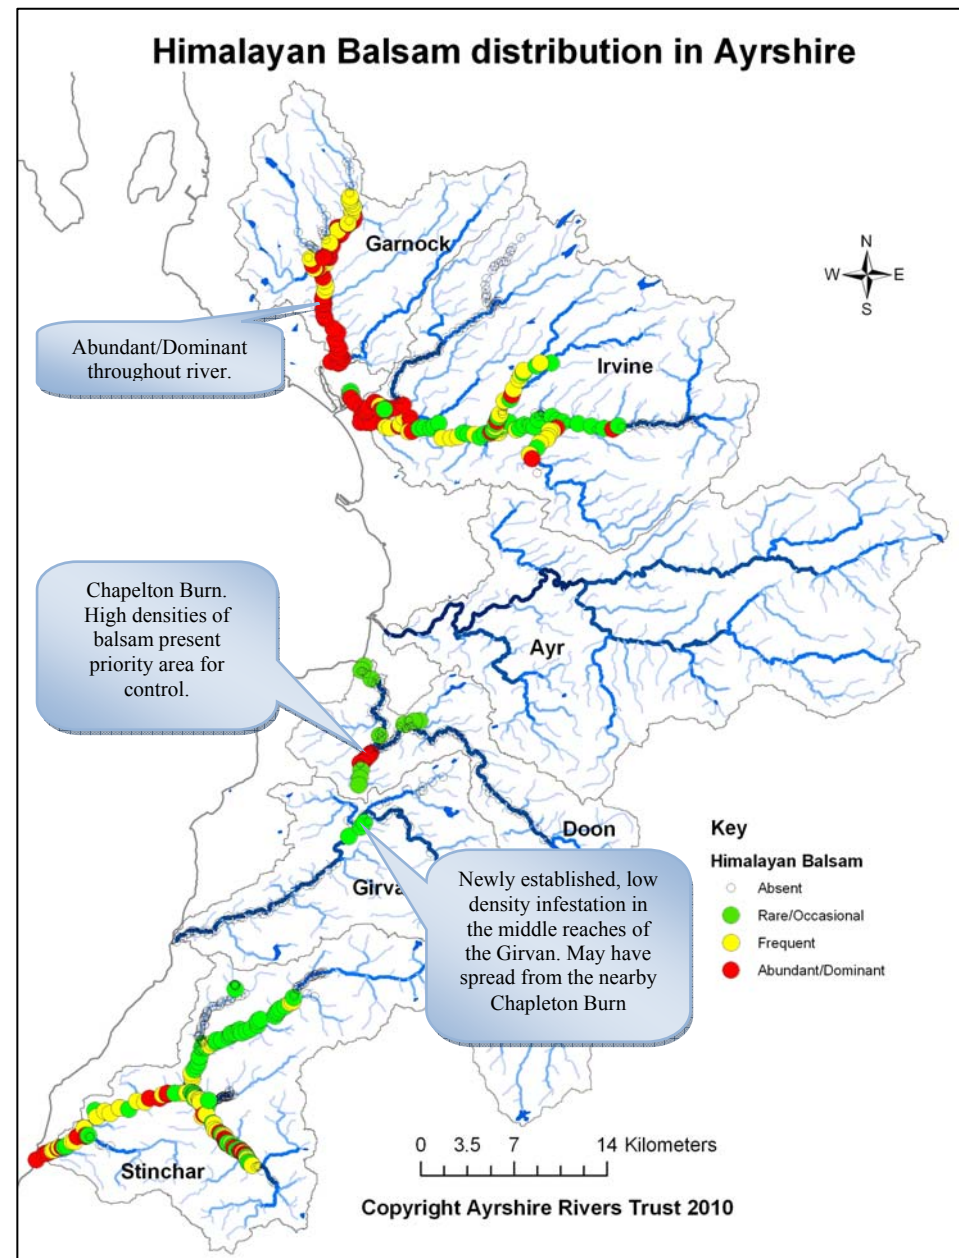 Himalayan Balsam distribution in Ayrshire
Garnock
N
W E
S
Abundant/Dominant
throughout river.
Irvine
Chapelton Burn.
High densities of
balsam present
priority area for
control.
Ayr
Doon
Key
Himalayan Balsam
Absent
Rare/Occasional
Frequent
Abundant/Dominant
Girva
Newly established, low
density infestation in
the middle reaches of
the Girvan. May have
spread from the nearby
Chapleton Burn
Stinchar
0 3.5 7 14 Kilometers
Copyright Ayrshire Rivers Trust 2010